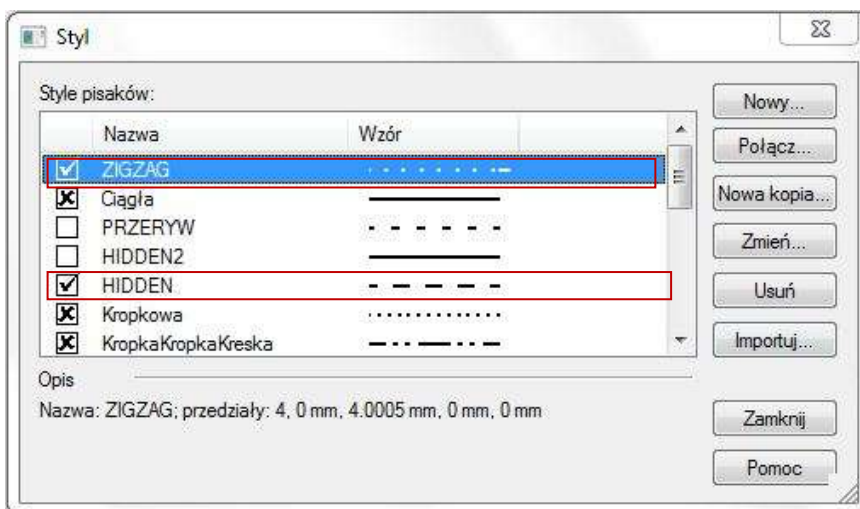 Styl
Style pisaków:
Nazwa Wzór
ZIGZAG
Ciągła
PRZERYW
HIDDEN2
HIDDEN
Kropkowa
KropkaKropkaKreska
Opis
Nazwa: ZIGZAG; przedziały: 4, 0 mm, 4.0005 mm, 0 mm, 0 mm
Nowy...
Połącz...
Nowa kopia...
Zmień...
Usuń
Importuj...
Zamknij
Pomoc